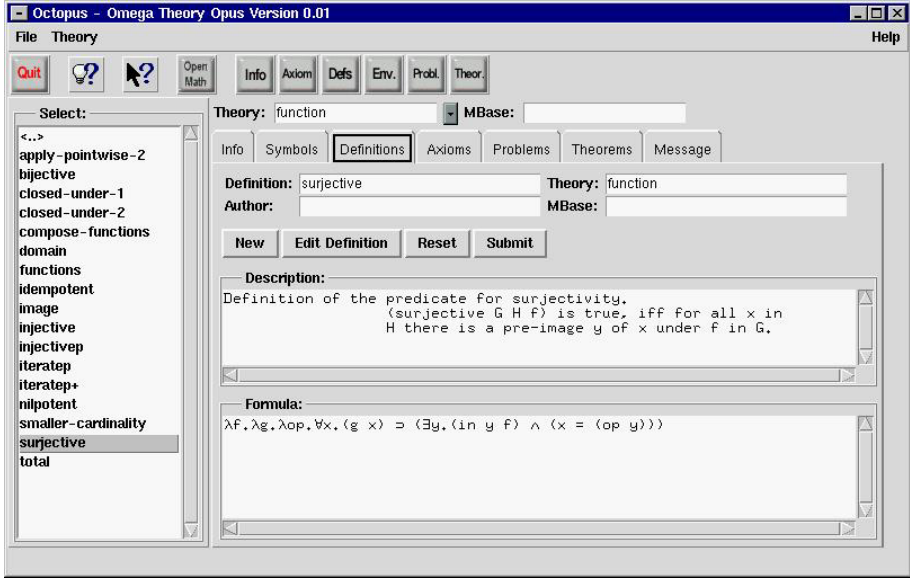 Octopus - Omega Theory Opus Version 0.01
File Theory Help
Quit ? ? Open Math Info Axiom Defs Env. Probl. Theor.
Select:
<..>
apply-pointwise-2
bijective
closed-under-1
closed-under-2
compose-functions
domain
functions
idempotent
image
injective
injectivep
iteratep
iteratep+
nilpotent
smaller-cardinality
surjective
total
Theory: function MBase:
Info Symbols Definitions Axioms Problems Theorems Message
Definition: surjective Theory: function
Author: MBase:
New Edit Definition Reset Submit
Description:
Definition of the predicate for surjectivity.
(surjective G H f) is true, iff for all x in
H there is a pre-image y of x under f in G.
Formula:
λf.λg.λop.∀x.(g x) ⊃ (∃y.(in y f) ∧ (x = (op y)))